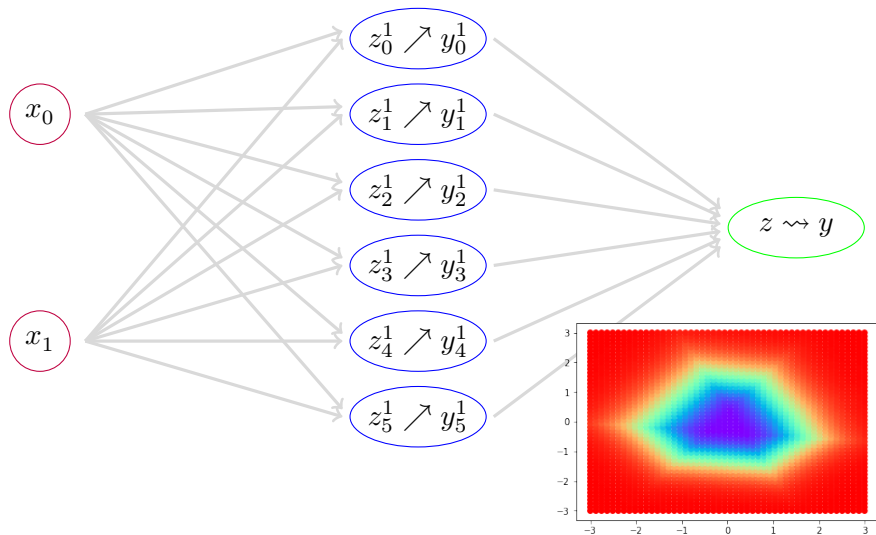 x_0
x_1
z_0^1 ↗ y_0^1
z_1^1 ↗ y_1^1
z_2^1 ↗ y_2^1
z_3^1 ↗ y_3^1
z_4^1 ↗ y_4^1
z_5^1 ↗ y_5^1
z ⇝ y
3
2
1
0
−1
−2
−3
−3 −2 −1 0 1 2 3